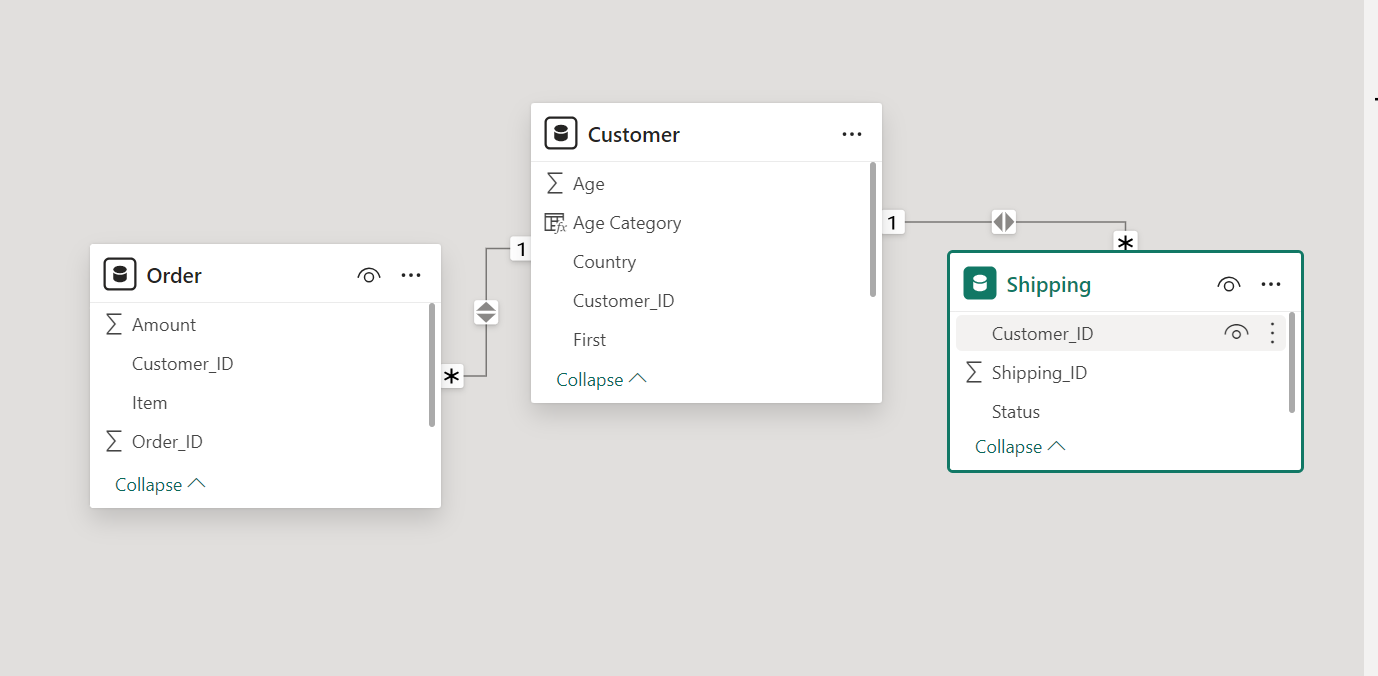 Customer
Age
Age Category
Country
Customer_ID
First
Collapse
1
1
*
*
Order
Amount
Customer_ID
Item
Order_ID
Collapse
Shipping
Customer_ID
Shipping_ID
Status
Collapse